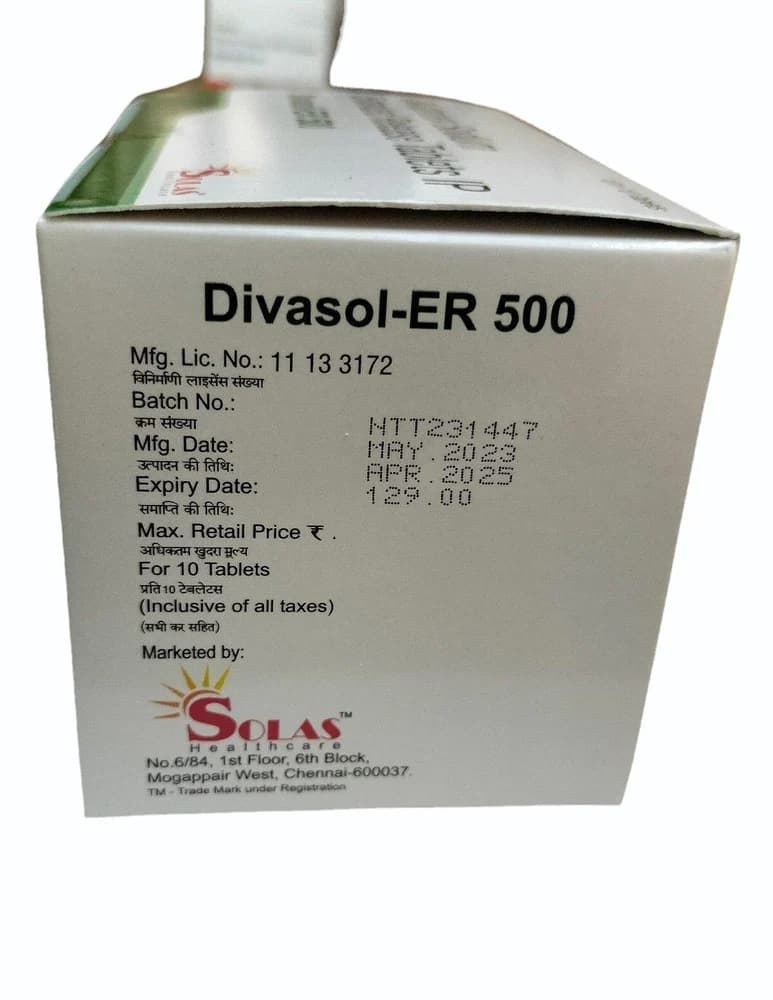 Tablets IP
SOLAS
Divasol-ER 500
Mfg. Lic. No.: 11 13 3172
विनिर्माणी लाइसेंस संख्या
Batch No.:
क्रम संख्या
NTT231447
Mfg. Date:
MAY . 2023
उत्पादन की तिथि:
APR . 2025
Expiry Date:
129.00
समाप्ति की तिथि:
Max. Retail Price ₹ .
अधिकतम खुदरा मूल्य
For 10 Tablets
प्रति 10 टेबलेटस
(Inclusive of all taxes)
(सभी कर सहित)
Marketed by:
SOLAS™
Healthcare
No.6/84, 1st Floor, 6th Block,
Mogappair West, Chennai-600037.
TM - Trade Mark under Registration